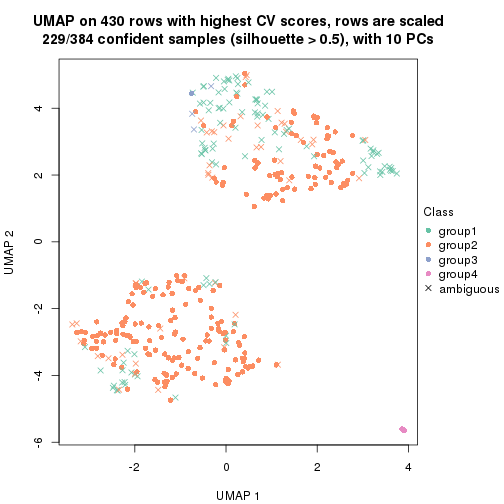 UMAP on 430 rows with highest CV scores, rows are scaled
229/384 confident samples (silhouette > 0.5), with 10 PCs
4
2
0
-2
-4
-6
UMAP 2
-2
0
2
4
UMAP 1
Class
group1
group2
group3
group4
ambiguous